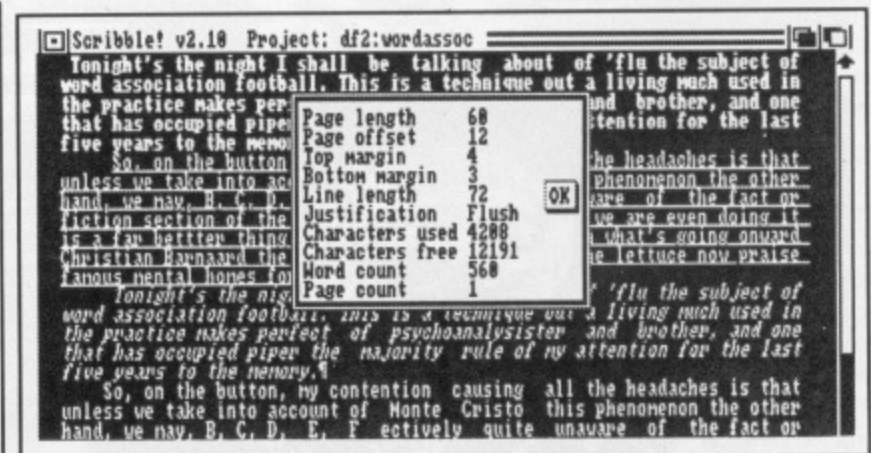 Scribble! v2.10 Project: df2:wordassoc
Tonight's the night I shall be talking about of 'flu the subject of
word association football. This is a technique out a living much used in
the practice makes per and brother, and one
that has occupied piper ttention for the last
five years to the memo
So, on the button he headaches is that
unless we take into acc phenomenon the other
hand, we may, B, C, D, ware of the fact or
fiction section of the we are even doing it
is a far bettter thing what's going onward
Christian Barnaard the he lettuce now praise
famous mental homes for
Page length 60
Page offset 12
Top margin 4
Bottom margin 3
Line length 72
OK
Justification Flush
Characters used 4208
Characters free 12191
Word count 560
Page count 1
Tonight's the nigh f 'flu the subject of
word association football. This is a technique out a living much used in
the practice makes perfect of psychoanalysister and brother, and one
that has occupied piper the majority rule of my attention for the last
five years to the memory.¶
So, on the button, my contention causing all the headaches is that
unless we take into account of Monte Cristo this phenomenon the other
hand, we may, B, C, D, E, F ectively quite unaware of the fact or